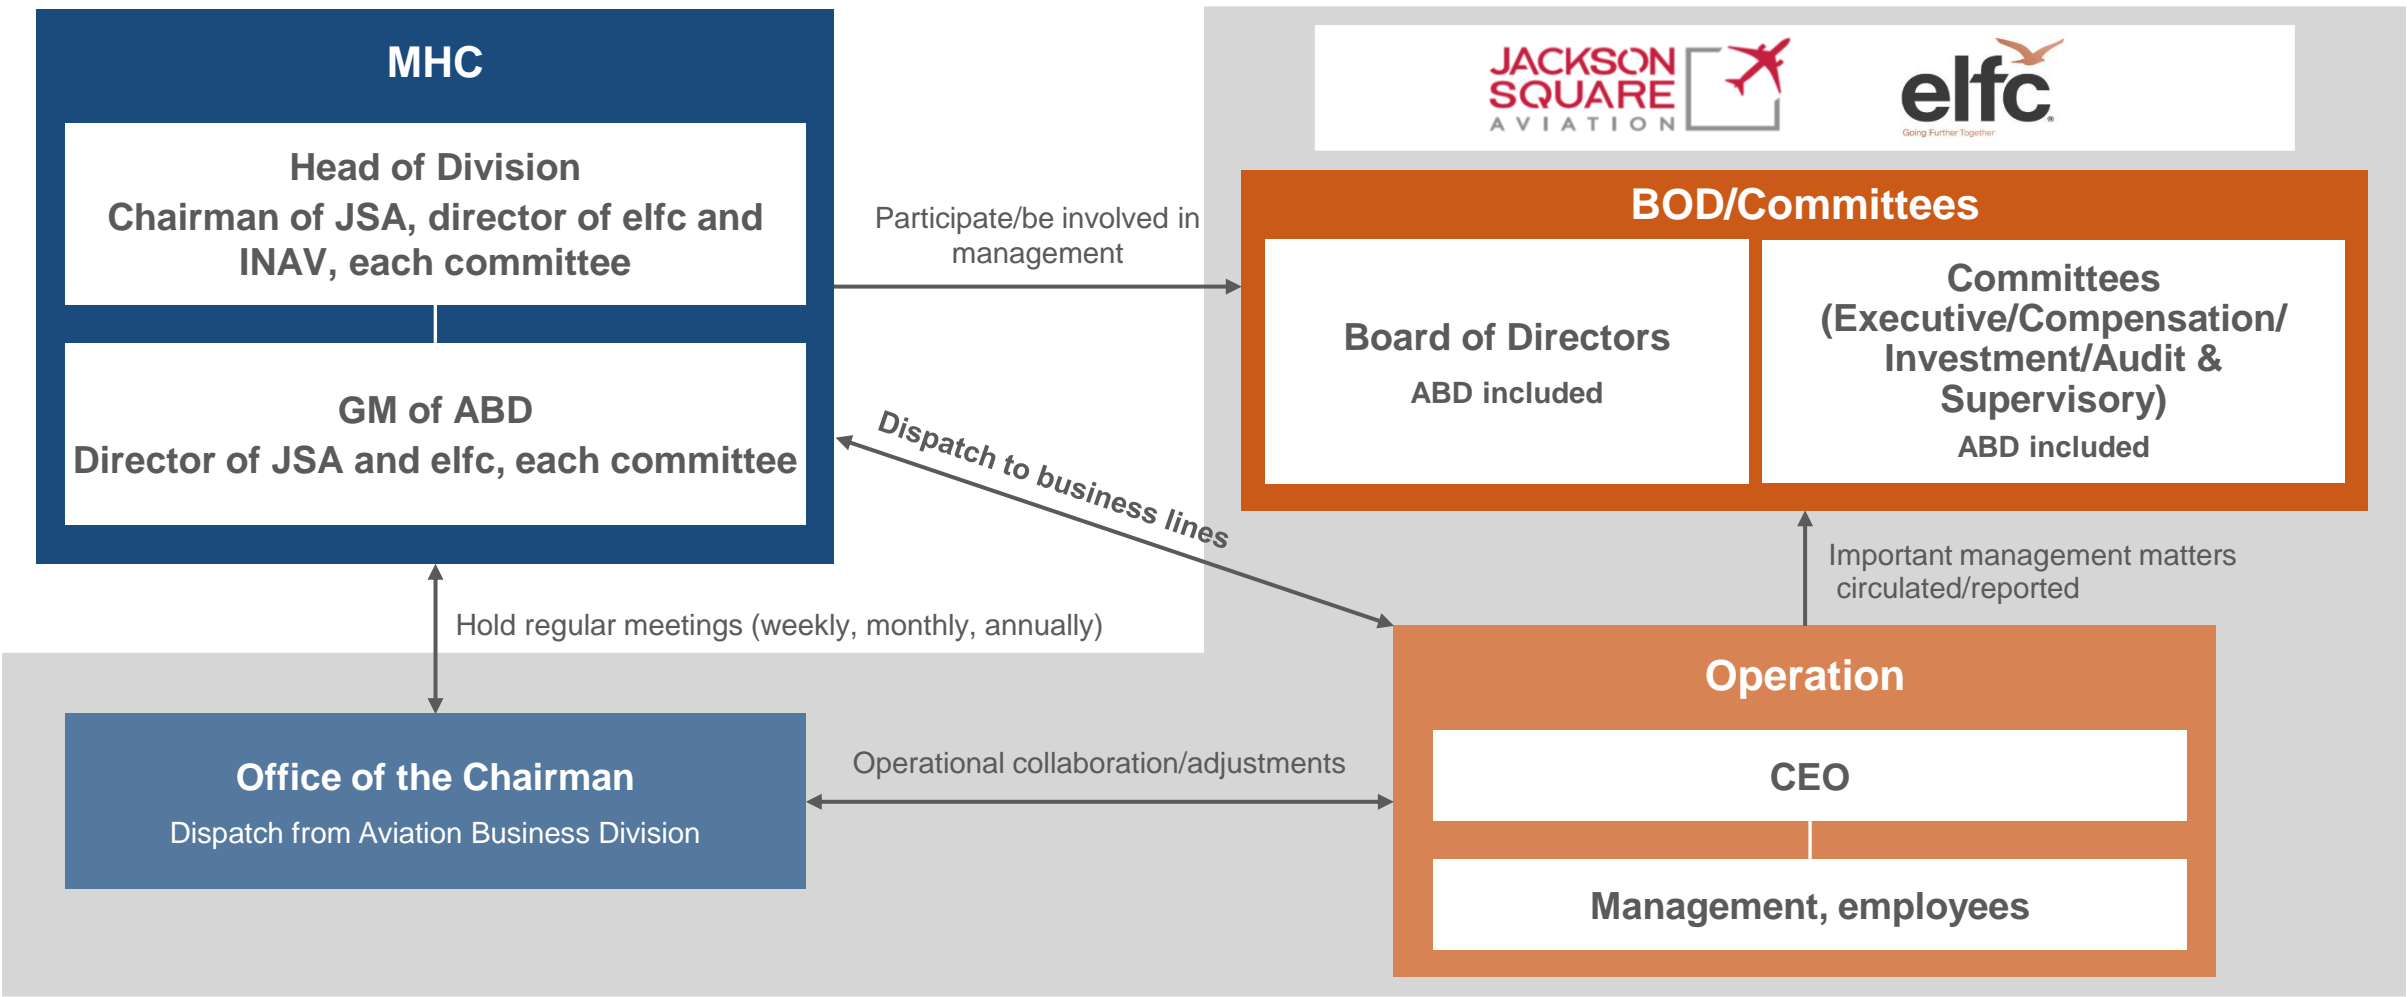 MHC
Head of Division
Chairman of JSA, director of elfc and
INAV, each committee
GM of ABD
Director of JSA and elfc, each committee
Participate/be involved in
management
JACKSON
SQUARE
AVIATION
elfc
Going Further Together
BOD/Committees
Board of Directors
ABD included
Committees
(Executive/Compensation/
Investment/Audit &
Supervisory)
ABD included
Dispatch to business lines
Important management matters
circulated/reported
Hold regular meetings (weekly, monthly, annually)
Office of the Chairman
Dispatch from Aviation Business Division
Operational collaboration/adjustments
Operation
CEO
Management, employees